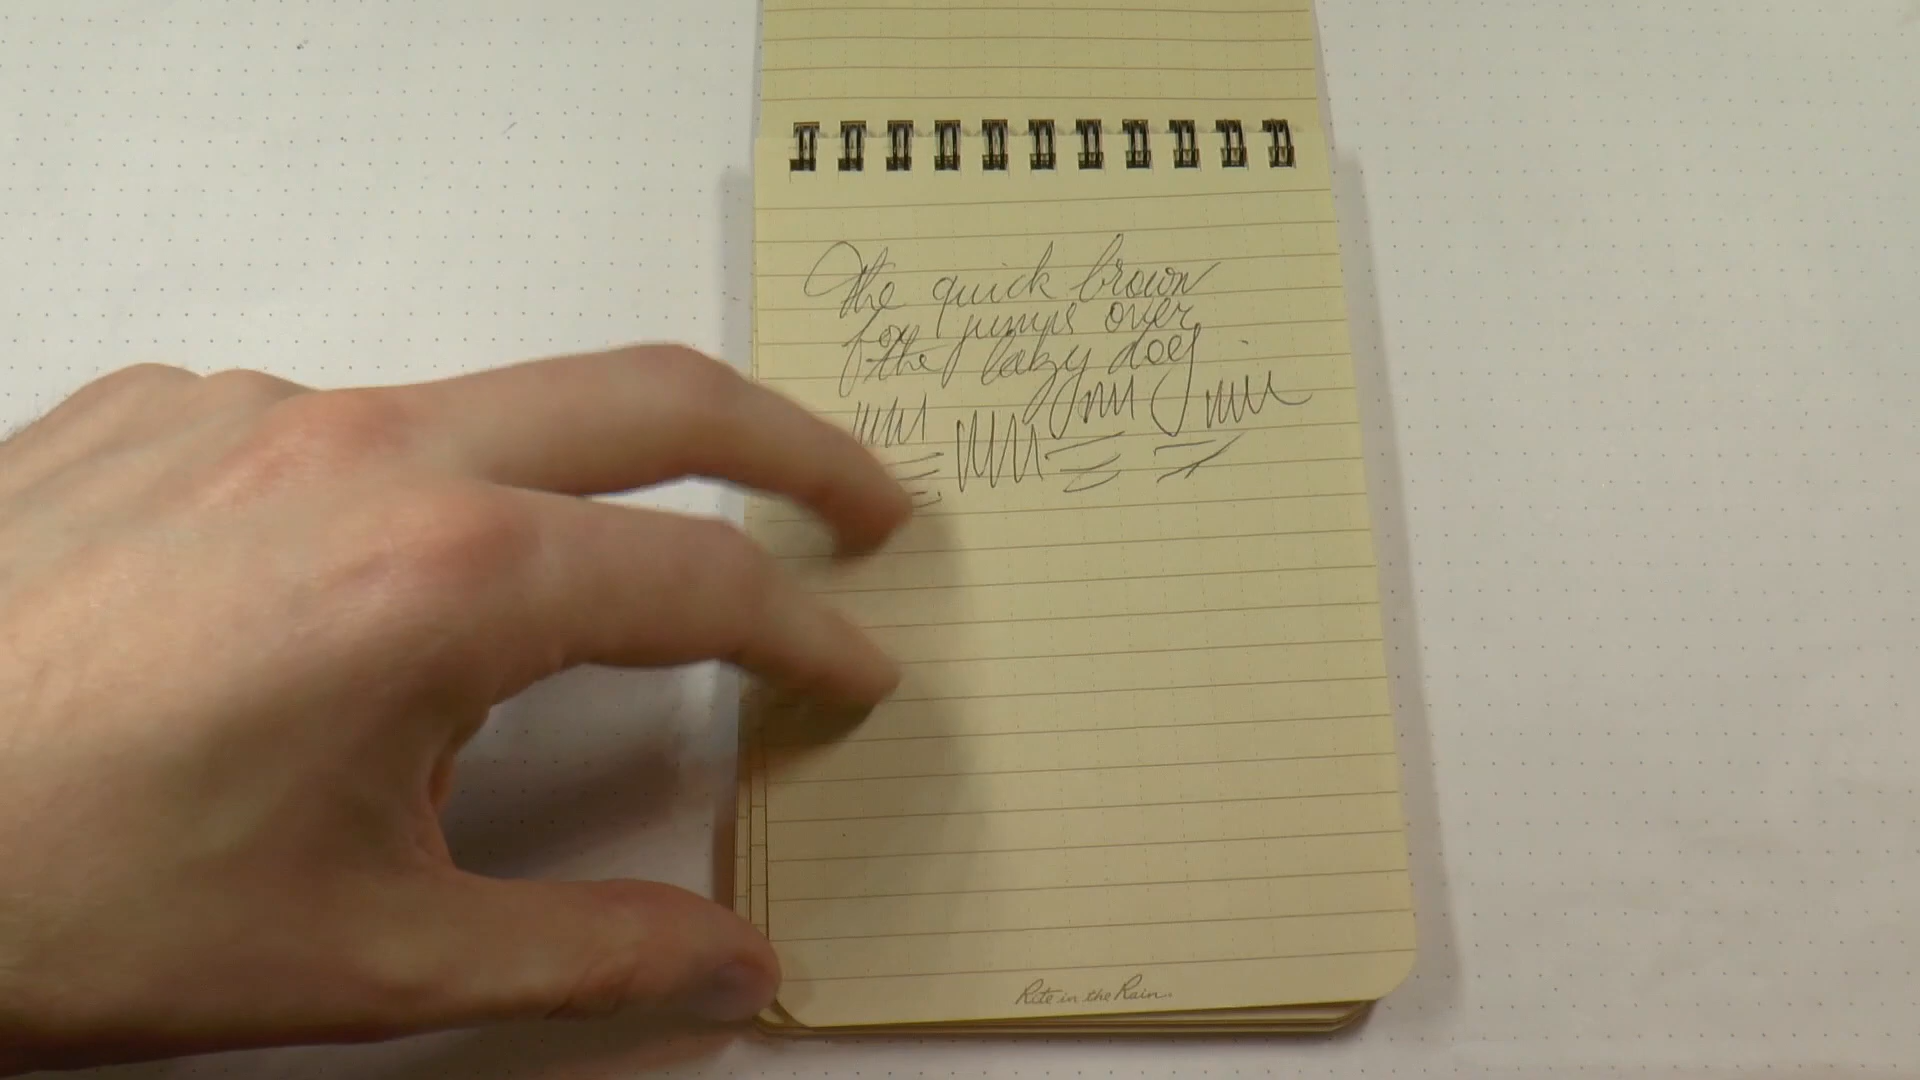 The quick brown
fox jumps over
the lazy dog.
Rite in the Rain.